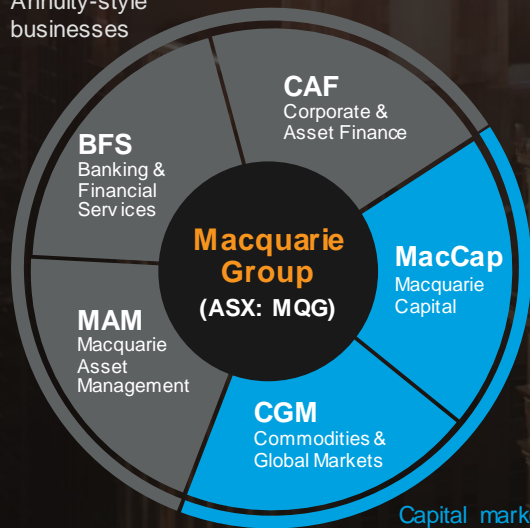 Annuity-style
businesses
CAF
Corporate &
Asset Finance
BFS
Banking &
Financial
Services
Macquarie
Group
(ASX: MQG)
MacCap
Macquarie
Capital
MAM
Macquarie
Asset
Management
CGM
Commodities &
Global Markets
Capital